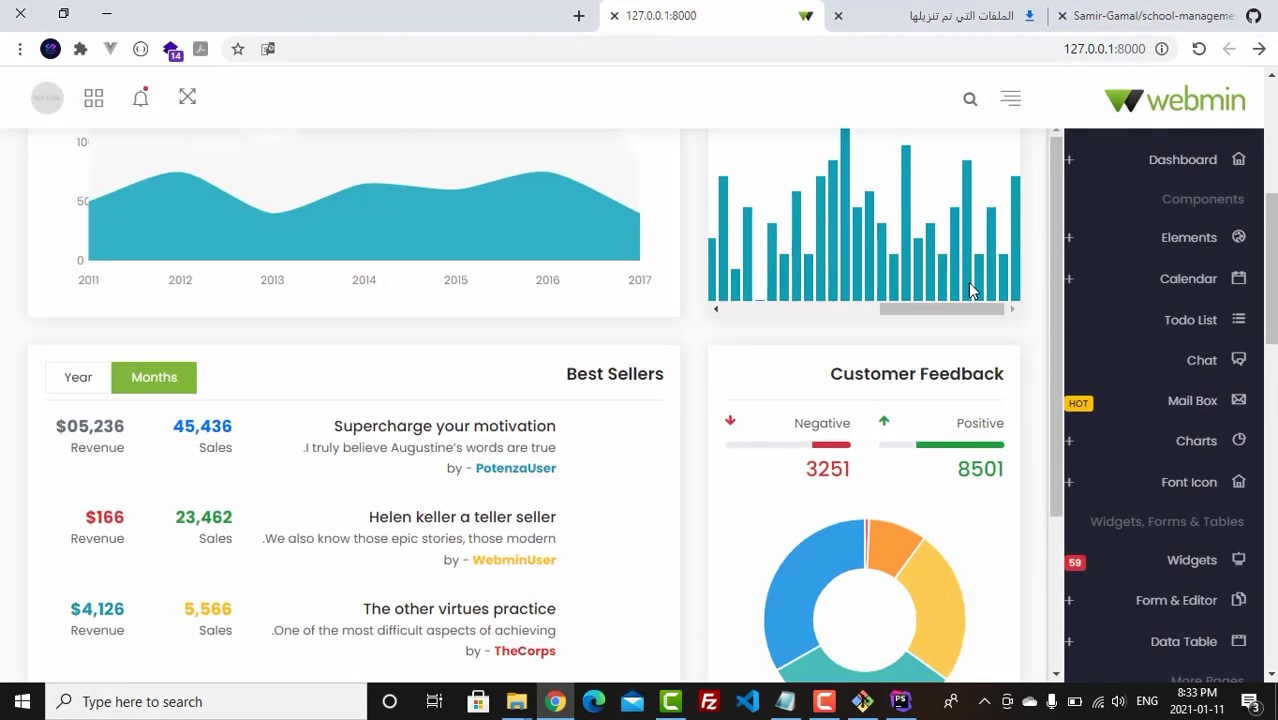 127.0.0.1:8000
الملفات التي تم تنزيلها
Samir-Gamal/school-manageme
14
127.0.0.1:8000
webmin
100
50
0
2011 2012 2013 2014 2015 2016 2017
Year Months
Best Sellers
$05,236 45,436 Supercharge your motivation
Revenue Sales .I truly believe Augustine's words are true
by - PotenzaUser
$166 23,462 Helen keller a teller seller
Revenue Sales .We also know those epic stories, those modern
by - WebminUser
$4,126 5,566 The other virtues practice
Revenue Sales .One of the most difficult aspects of achieving
by - TheCorps
Customer Feedback
Negative Positive
3251 8501
Dashboard
Components
Elements
Calendar
Todo List
Chat
HOT Mail Box
Charts
Font Icon
Widgets, Forms & Tables
59 Widgets
Form & Editor
Data Table
More Pages
Type here to search
PS
ENG
8:33 PM
2021-01-11
3